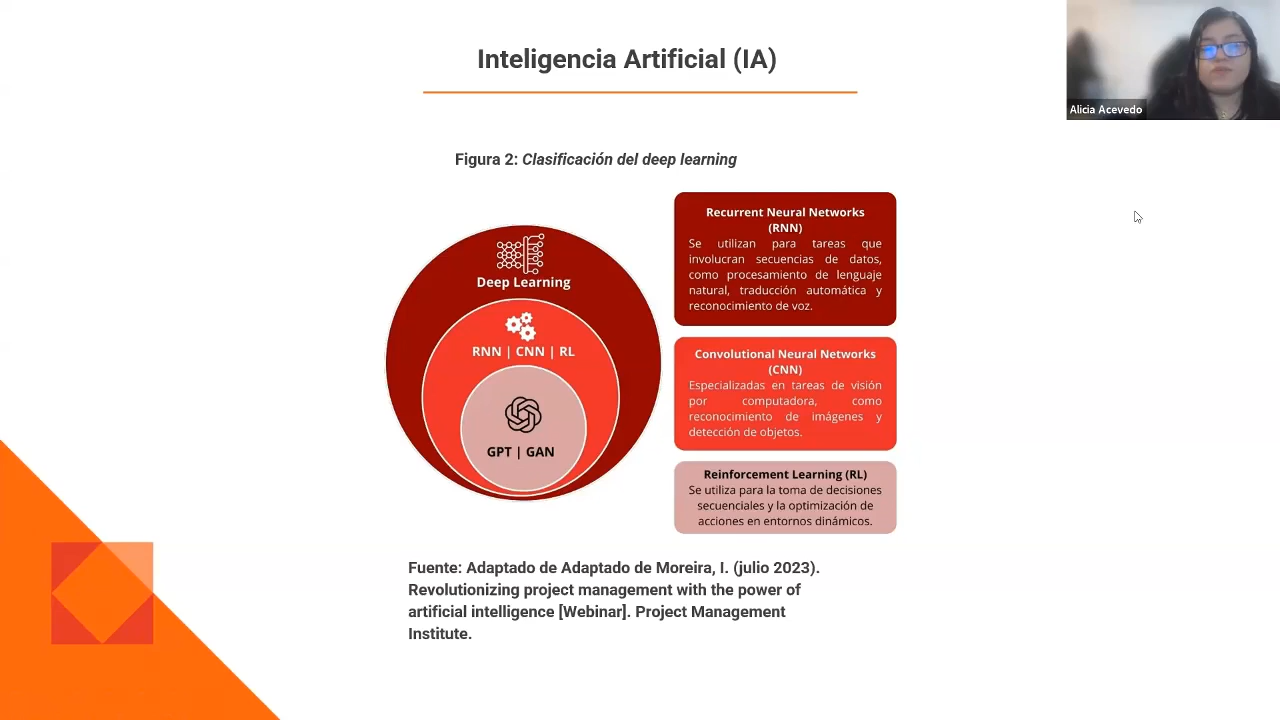 Inteligencia Artificial (IA)
Alicia Acevedo
Figura 2: Clasificación del deep learning
Deep Learning
RNN | CNN | RL
GPT | GAN
Recurrent Neural Networks
(RNN)
Se utilizan para tareas que
involucran secuencias de datos,
como procesamiento de lenguaje
natural, traducción automática y
reconocimiento de voz.
Convolutional Neural Networks
(CNN)
Especializadas en tareas de visión
por computadora, como
reconocimiento de imágenes y
detección de objetos.
Reinforcement Learning (RL)
Se utiliza para la toma de decisiones
secuenciales y la optimización de
acciones en entornos dinámicos.
Fuente: Adaptado de Adaptado de Moreira, I. (julio 2023).
Revolutionizing project management with the power of
artificial intelligence [Webinar]. Project Management
Institute.